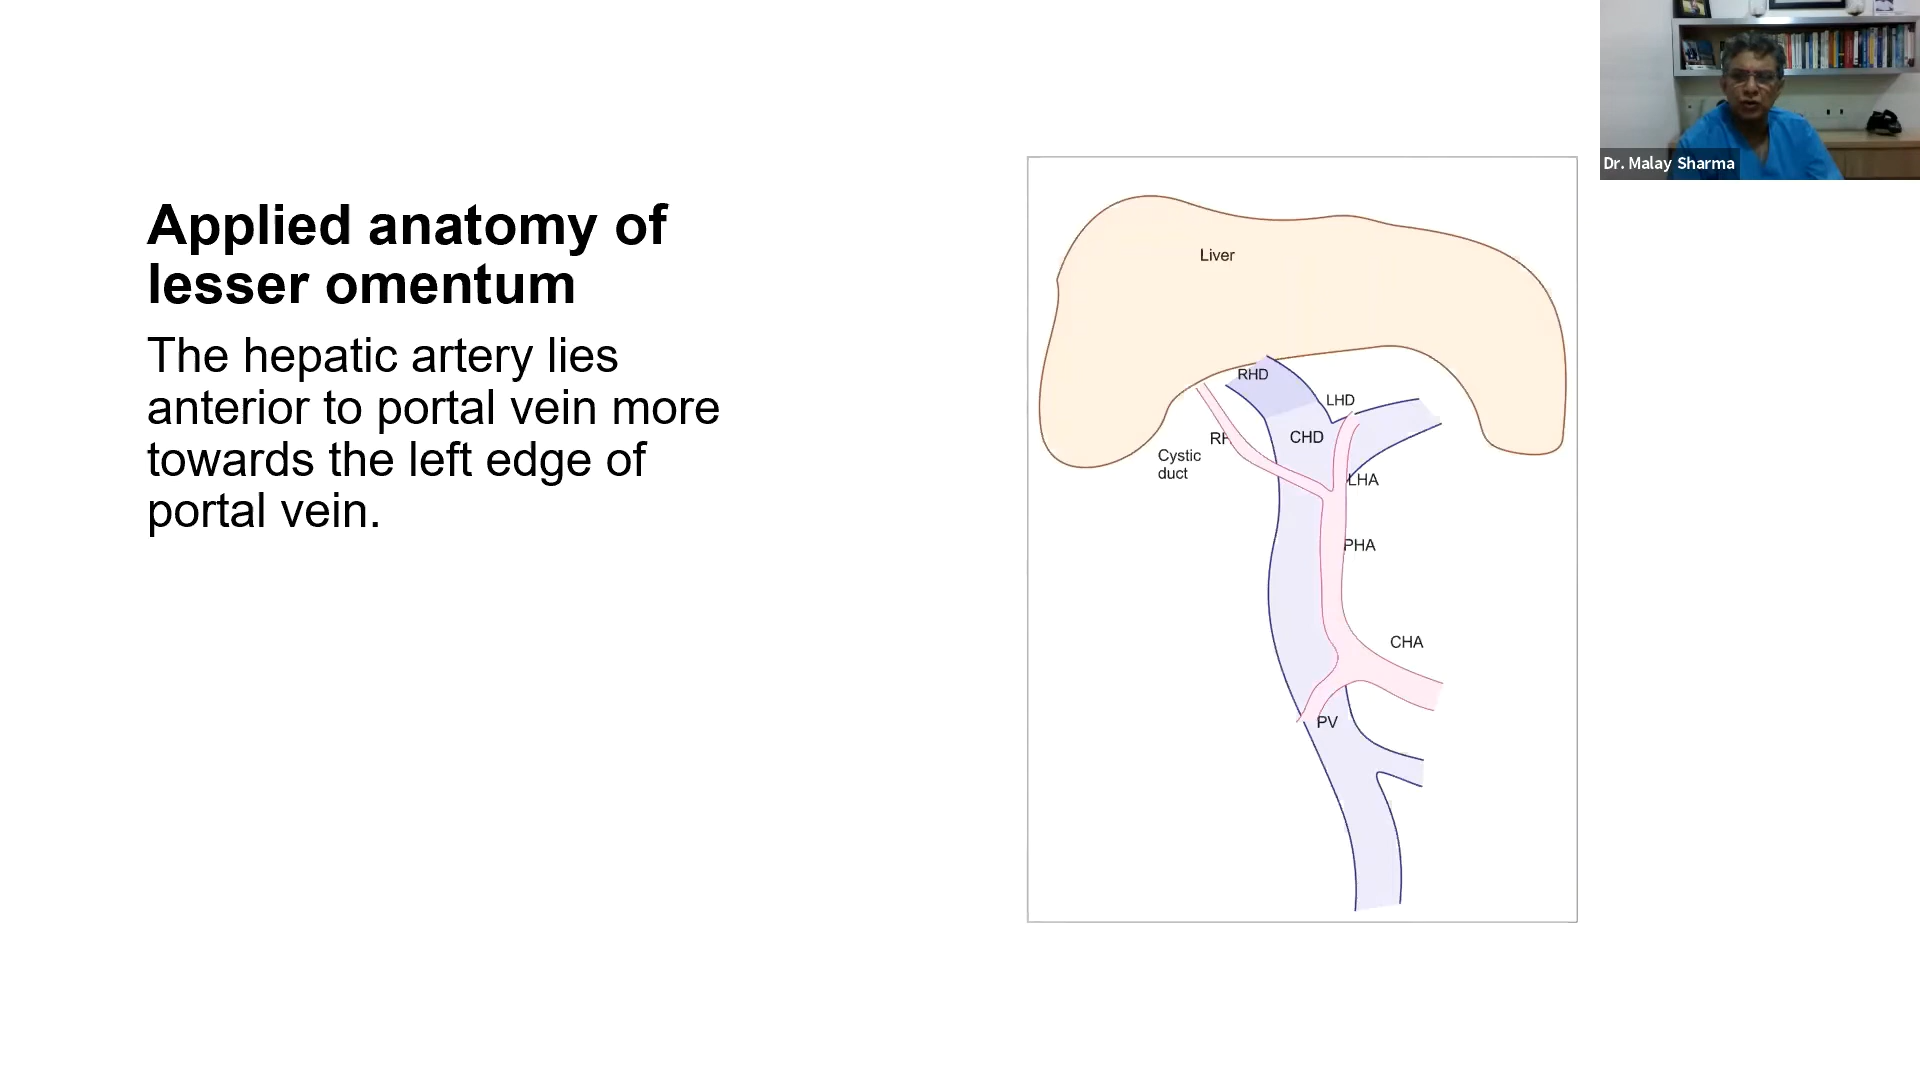 Dr. Malay Sharma
Applied anatomy of
lesser omentum
The hepatic artery lies
anterior to portal vein more
towards the left edge of
portal vein.
Liver
RHD
LHD
CHD
Cystic
duct
LHA
PHA
CHA
PV